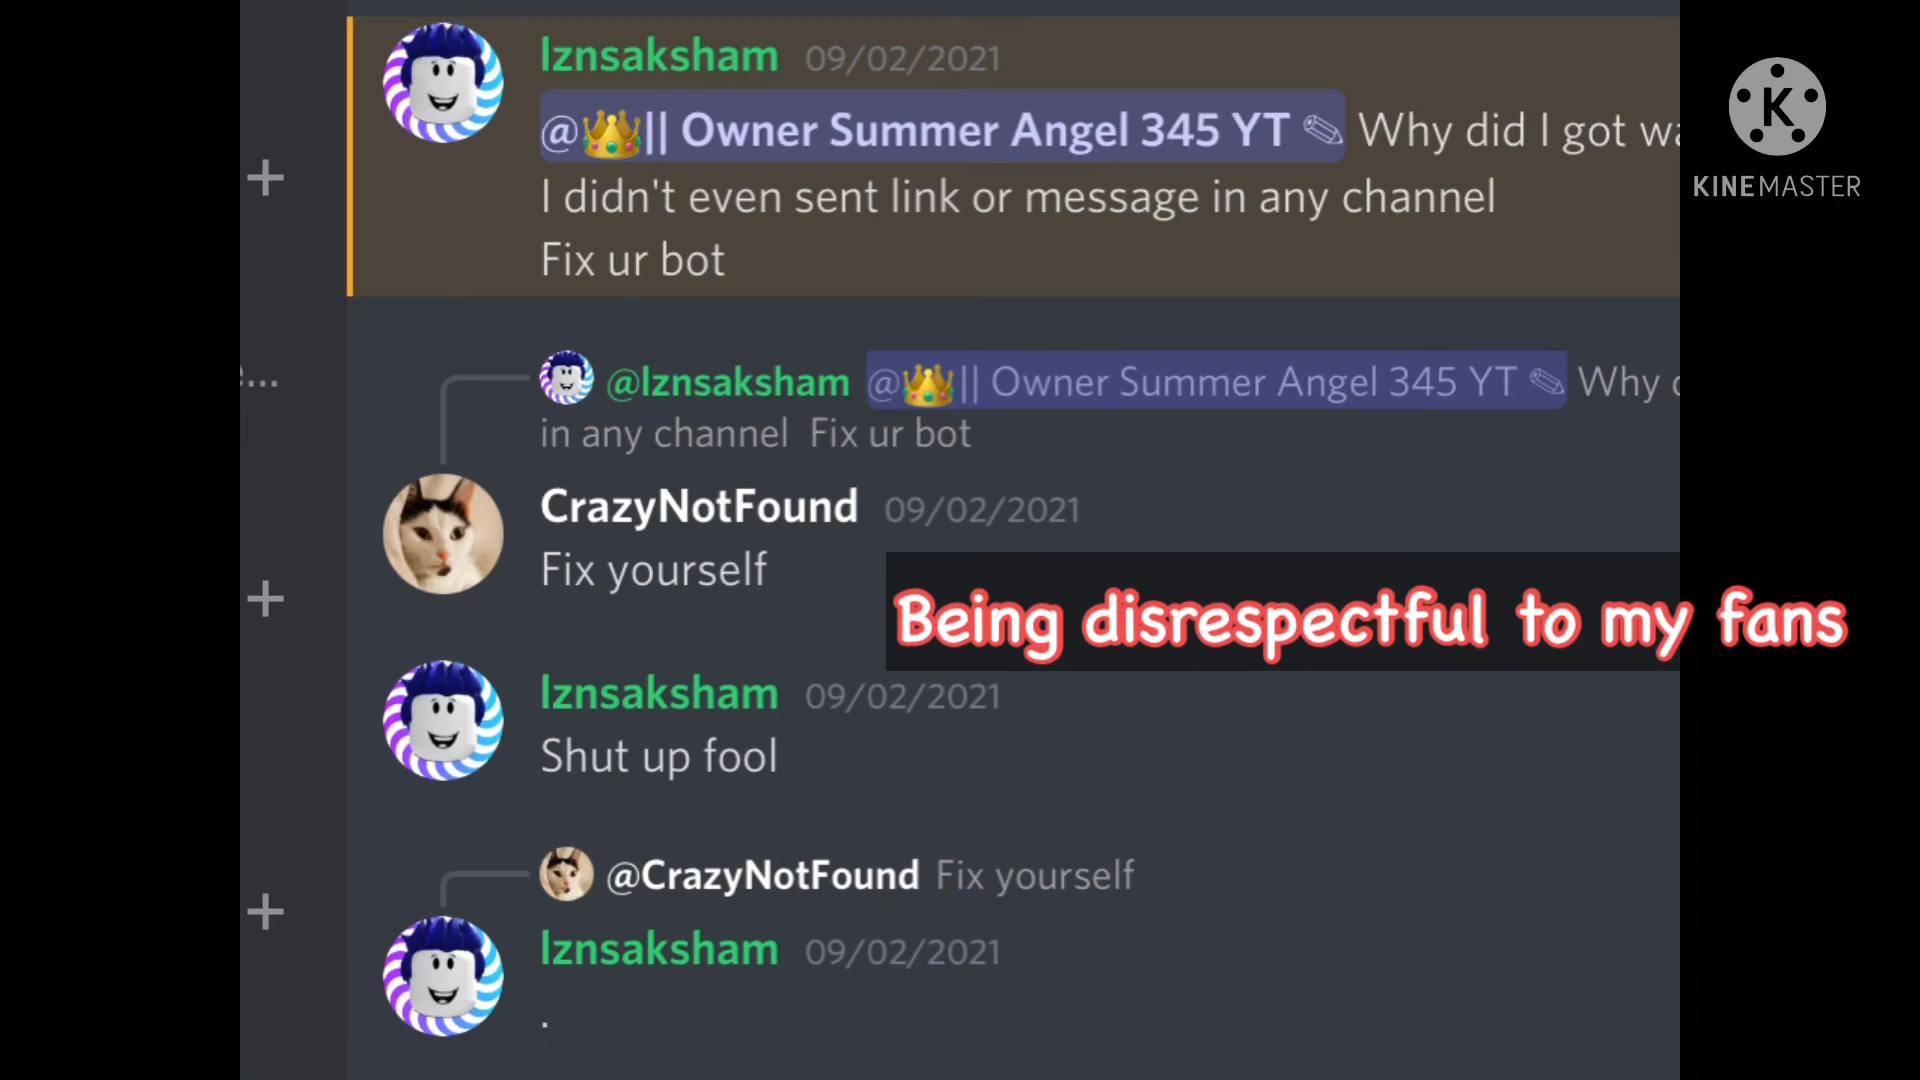 lznsaksham 09/02/2021
@👑|| Owner Summer Angel 345 YT ✏ Why did I got
I didn't even sent link or message in any channel
Fix ur bot
KINEMASTER
@lznsaksham @👑|| Owner Summer Angel 345 YT ✏ Why
in any channel Fix ur bot
CrazyNotFound 09/02/2021
Fix yourself
Being disrespectful to my fans
lznsaksham 09/02/2021
Shut up fool
@CrazyNotFound Fix yourself
lznsaksham 09/02/2021
.